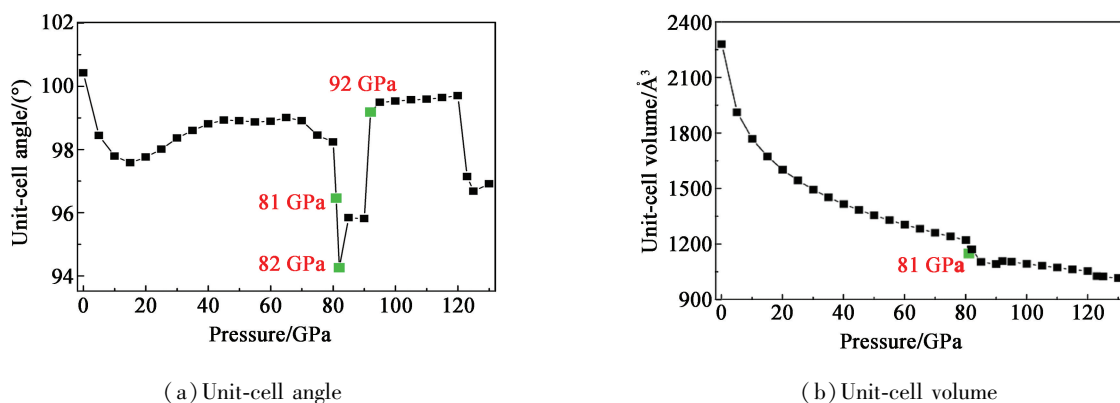 102
100
98
96
94
Unit-cell angle/(°)
92 GPa
81 GPa
82 GPa
0 20 40 60 80 100 120
Pressure/GPa
(a)Unit-cell angle
2400
2100
1800
1500
1200
900
Unit-cell volume/Å³
81 GPa
0 20 40 60 80 100 120
Pressure/GPa
(b)Unit-cell volume